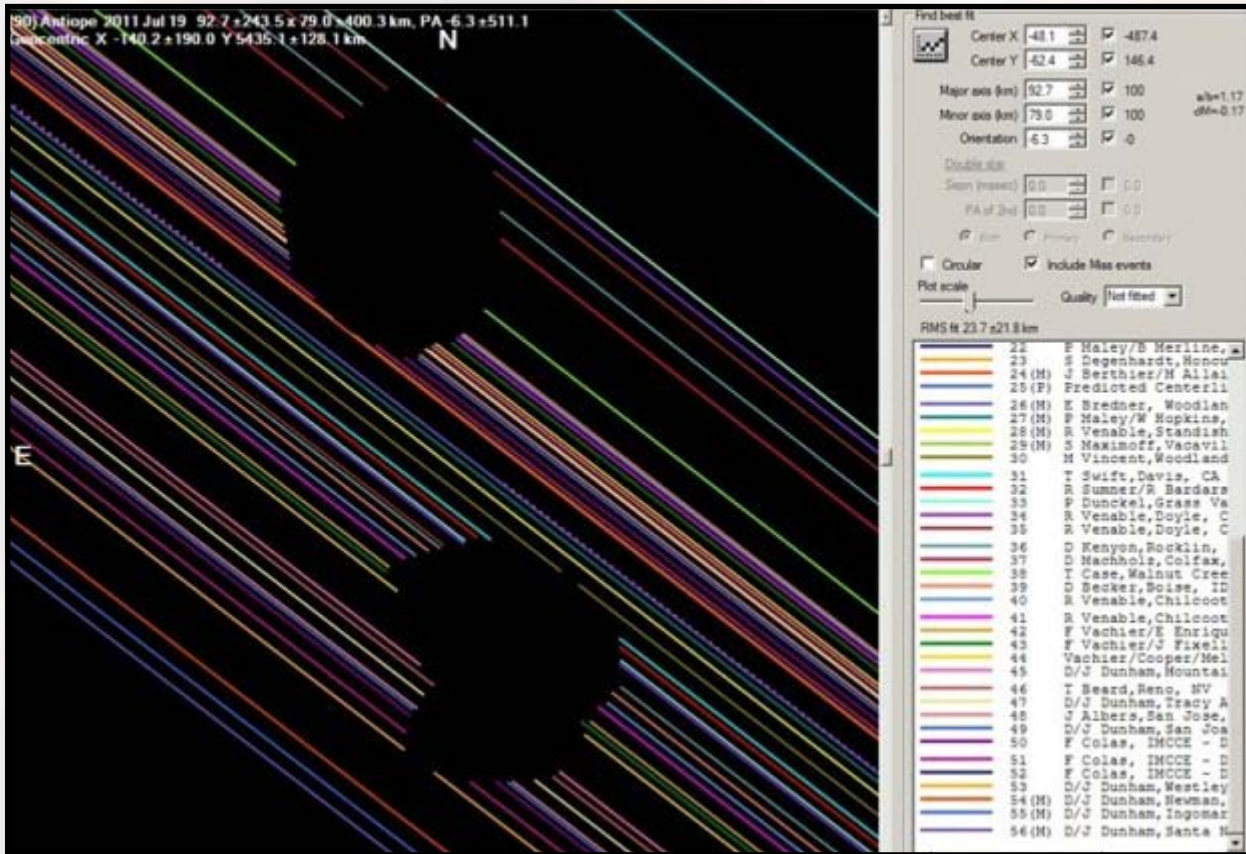 (90) Antiope 2011 Jul 19 92.7 ±243.5 x 79.0 ±400.3 km, PA -6.3 ±511.1
Geocentric X -140.2 ±190.0 Y 5435.1 ±128.1 km
N
E
Find best fit
Center X -48.1 -487.4
Center Y -62.4 146.4
Major axis (km) 92.7 100
Minor axis (km) 79.0 100
a/b=1.17
dM=-0.17
Orientation -6.3 -0
Double star
Sepn (masec) 0.0 0.0
PA of 2nd 0.0 0.0
Both Primary Secondary
Circular Include Miss events
Plot scale
Quality Not fitted
RMS fit 23.7 ±21.8 km
22 P Maley/B Merline,
23 S Degenhardt,Honcu
24(M) J Berthier/M Allai
25(P) Predicted Centerli
26(M) E Bredner, Woodlan
27(M) P Maley/W Hopkins,
28(M) R Venable,Standish
29(M) S Maximoff,Vacavil
30 M Vincent,Woodland
31 T Swift,Davis, CA
32 R Sumner/R Bardars
33 P Dunckel,Grass Va
34 R Venable,Doyle, C
35 R Venable,Doyle, C
36 D Kenyon,Rocklin,
37 D Machholz,Colfax,
38 T Case,Walnut Cree
39 D Becker,Boise, ID
40 R Venable,Chilcoot
41 R Venable,Chilcoot
42 F Vachier/E Enriqu
43 F Vachier/J Fixell
44 Vachier/Cooper/Mel
45 D/J Dunham,Mountai
46 T Beard,Reno, NV
47 D/J Dunham,Tracy A
48 J Albers,San Jose,
49 D/J Dunham,San Joa
50 F Colas, IMCCE - D
51 F Colas, IMCCE - D
52 F Colas, IMCCE - D
53 D/J Dunham,Westley
54(M) D/J Dunham,Newman,
55(M) D/J Dunham,Ingomar
56(M) D/J Dunham,Santa N